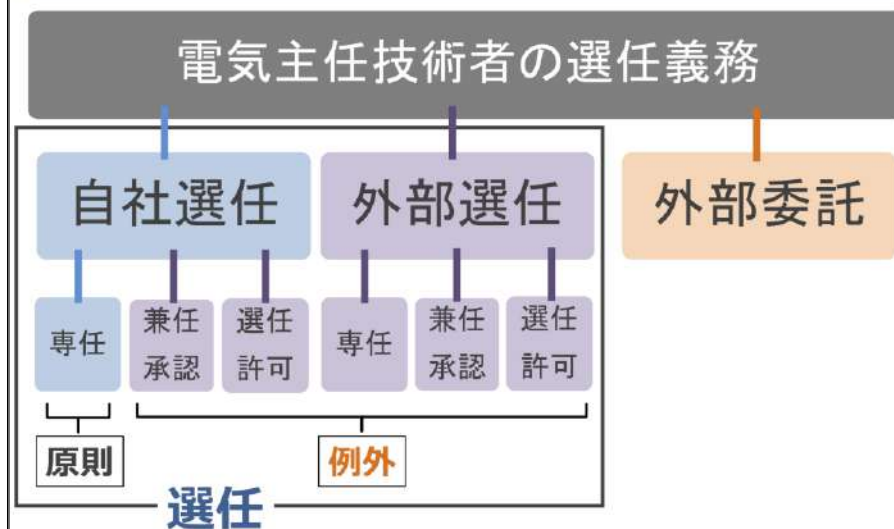 電気主任技術者の選任義務
自社選任
外部選任
外部委託
専任
兼任
承認
選任
許可
専任
兼任
承認
選任
許可
原則
例外
選任